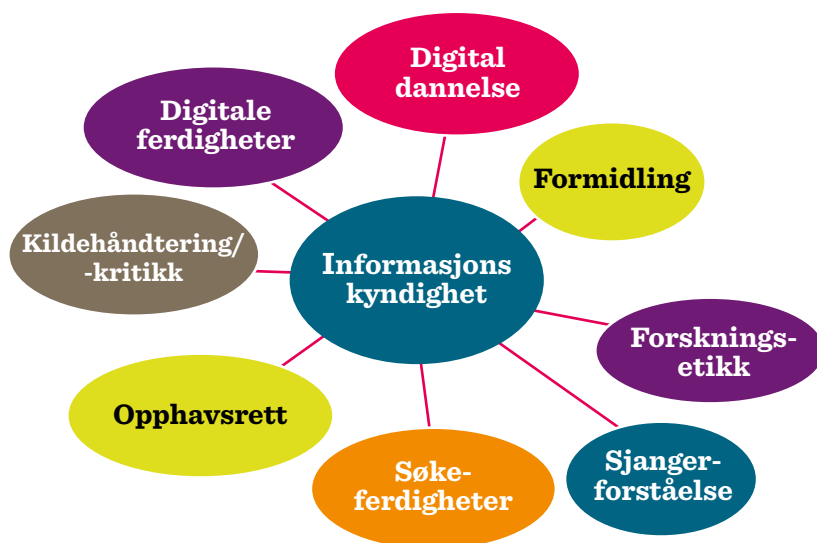 Digital
dannelse
Digitale
ferdigheter
Formidling
Kildehåndtering/
-kritikk
Informasjons
kyndighet
Forsknings-
etikk
Opphavsrett
Søke-
ferdigheter
Sjanger-
forståelse